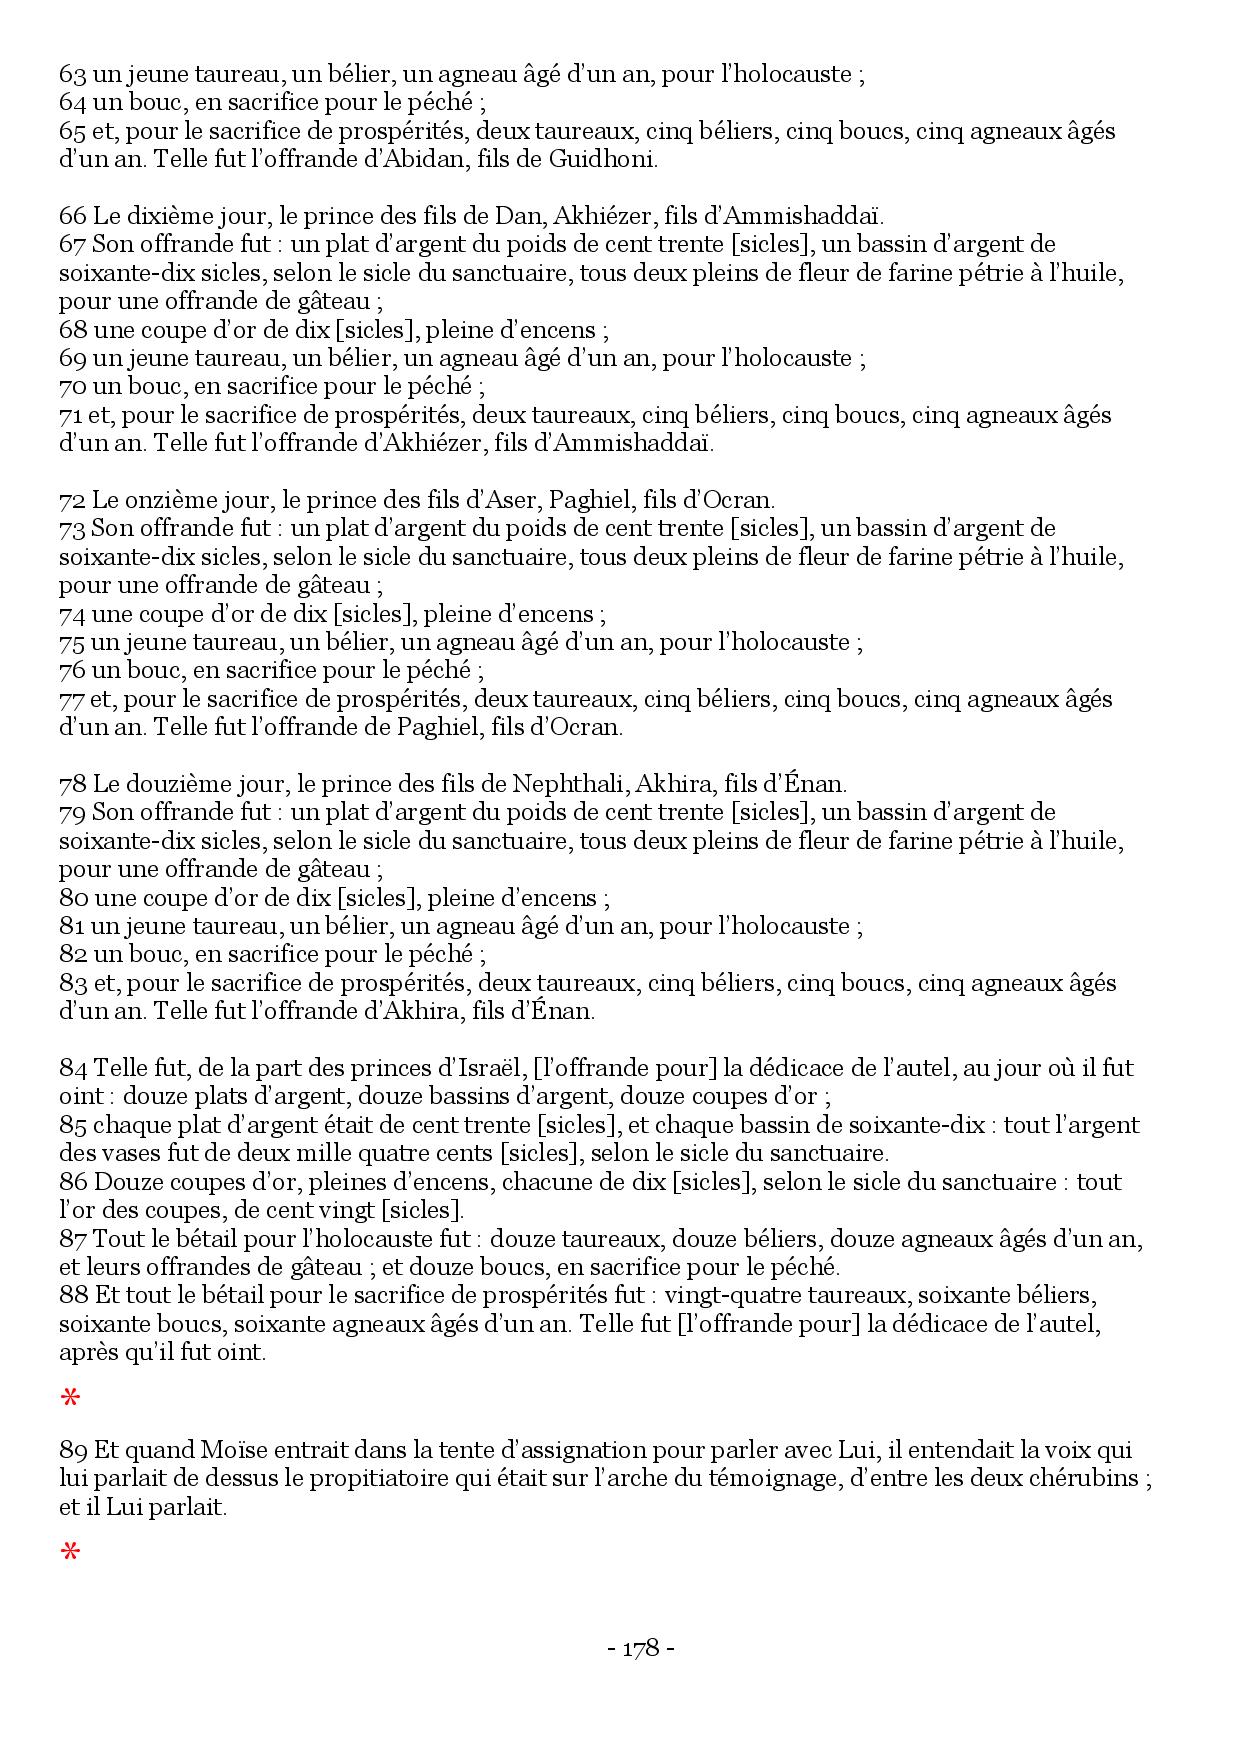 63 un jeune taureau, un bélier, un agneau âgé d’un an, pour l’holocauste ;
64 un bouc, en sacrifice pour le péché ;
65 et, pour le sacrifice de prospérités, deux taureaux, cinq béliers, cinq boucs, cinq agneaux âgés
d’un an. Telle fut l’offrande d’Abidan, fils de Guidhoni.
66 Le dixième jour, le prince des fils de Dan, Akhiézer, fils d’Ammishaddaï.
67 Son offrande fut : un plat d’argent du poids de cent trente [sicles], un bassin d’argent de
soixante-dix sicles, selon le sicle du sanctuaire, tous deux pleins de fleur de farine pétrie à l’huile,
pour une offrande de gâteau ;
68 une coupe d’or de dix [sicles], pleine d’encens ;
69 un jeune taureau, un bélier, un agneau âgé d’un an, pour l’holocauste ;
70 un bouc, en sacrifice pour le péché ;
71 et, pour le sacrifice de prospérités, deux taureaux, cinq béliers, cinq boucs, cinq agneaux âgés
d’un an. Telle fut l’offrande d’Akhiézer, fils d’Ammishaddaï.
72 Le onzième jour, le prince des fils d’Aser, Paghiel, fils d’Ocran.
73 Son offrande fut : un plat d’argent du poids de cent trente [sicles], un bassin d’argent de
soixante-dix sicles, selon le sicle du sanctuaire, tous deux pleins de fleur de farine pétrie à l’huile,
pour une offrande de gâteau ;
74 une coupe d’or de dix [sicles], pleine d’encens ;
75 un jeune taureau, un bélier, un agneau âgé d’un an, pour l’holocauste ;
76 un bouc, en sacrifice pour le péché ;
77 et, pour le sacrifice de prospérités, deux taureaux, cinq béliers, cinq boucs, cinq agneaux âgés
d’un an. Telle fut l’offrande de Paghiel, fils d’Ocran.
78 Le douzième jour, le prince des fils de Nephthali, Akhira, fils d’Énan.
79 Son offrande fut : un plat d’argent du poids de cent trente [sicles], un bassin d’argent de
soixante-dix sicles, selon le sicle du sanctuaire, tous deux pleins de fleur de farine pétrie à l’huile,
pour une offrande de gâteau ;
80 une coupe d’or de dix [sicles], pleine d’encens ;
81 un jeune taureau, un bélier, un agneau âgé d’un an, pour l’holocauste ;
82 un bouc, en sacrifice pour le péché ;
83 et, pour le sacrifice de prospérités, deux taureaux, cinq béliers, cinq boucs, cinq agneaux âgés
d’un an. Telle fut l’offrande d’Akhira, fils d’Énan.
84 Telle fut, de la part des princes d’Israël, [l’offrande pour] la dédicace de l’autel, au jour où il fut
oint : douze plats d’argent, douze bassins d’argent, douze coupes d’or ;
85 chaque plat d’argent était de cent trente [sicles], et chaque bassin de soixante-dix : tout l’argent
des vases fut de deux mille quatre cents [sicles], selon le sicle du sanctuaire.
86 Douze coupes d’or, pleines d’encens, chacune de dix [sicles], selon le sicle du sanctuaire : tout
l’or des coupes, de cent vingt [sicles].
87 Tout le bétail pour l’holocauste fut : douze taureaux, douze béliers, douze agneaux âgés d’un an,
et leurs offrandes de gâteau ; et douze boucs, en sacrifice pour le péché.
88 Et tout le bétail pour le sacrifice de prospérités fut : vingt-quatre taureaux, soixante béliers,
soixante boucs, soixante agneaux âgés d’un an. Telle fut [l’offrande pour] la dédicace de l’autel,
après qu’il fut oint.
*
89 Et quand Moïse entrait dans la tente d’assignation pour parler avec Lui, il entendait la voix qui
lui parlait de dessus le propitiatoire qui était sur l’arche du témoignage, d’entre les deux chérubins ;
et il Lui parlait.
*
- 178 -